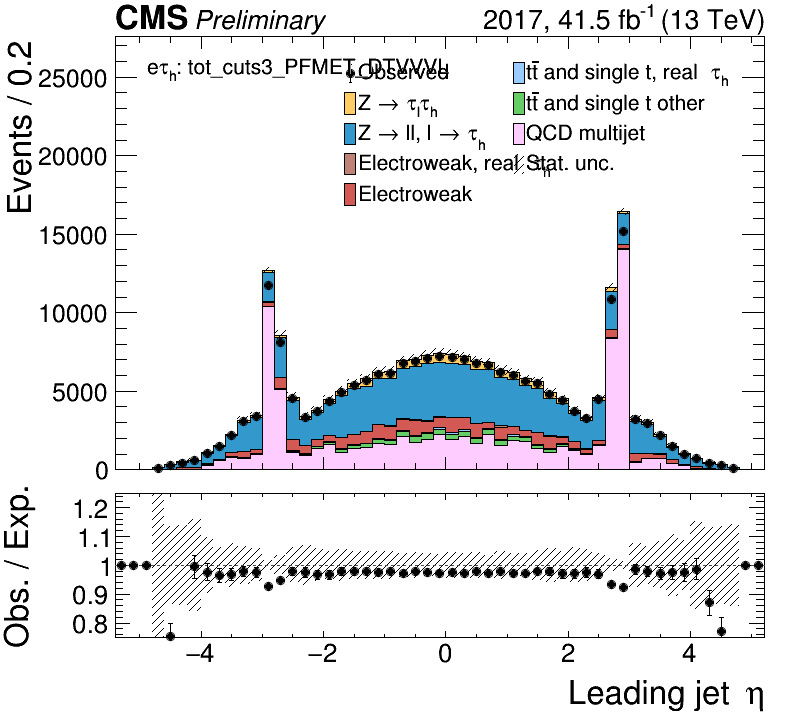 CMS Preliminary 2017, 41.5 fb⁻¹ (13 TeV)
Events / 0.2
25000
20000
15000
10000
5000
0
eτh: tot_cuts3_PFMET_DTVVVL
Observed
Z → τlτh
Z → ll, l → τh
Electroweak, real τh
Electroweak
tt̄ and single t, real τh
tt̄ and single t other
QCD multijet
Stat. unc.
Obs. / Exp.
1.2
1.1
1
0.9
0.8
−4 −2 0 2 4
Leading jet η